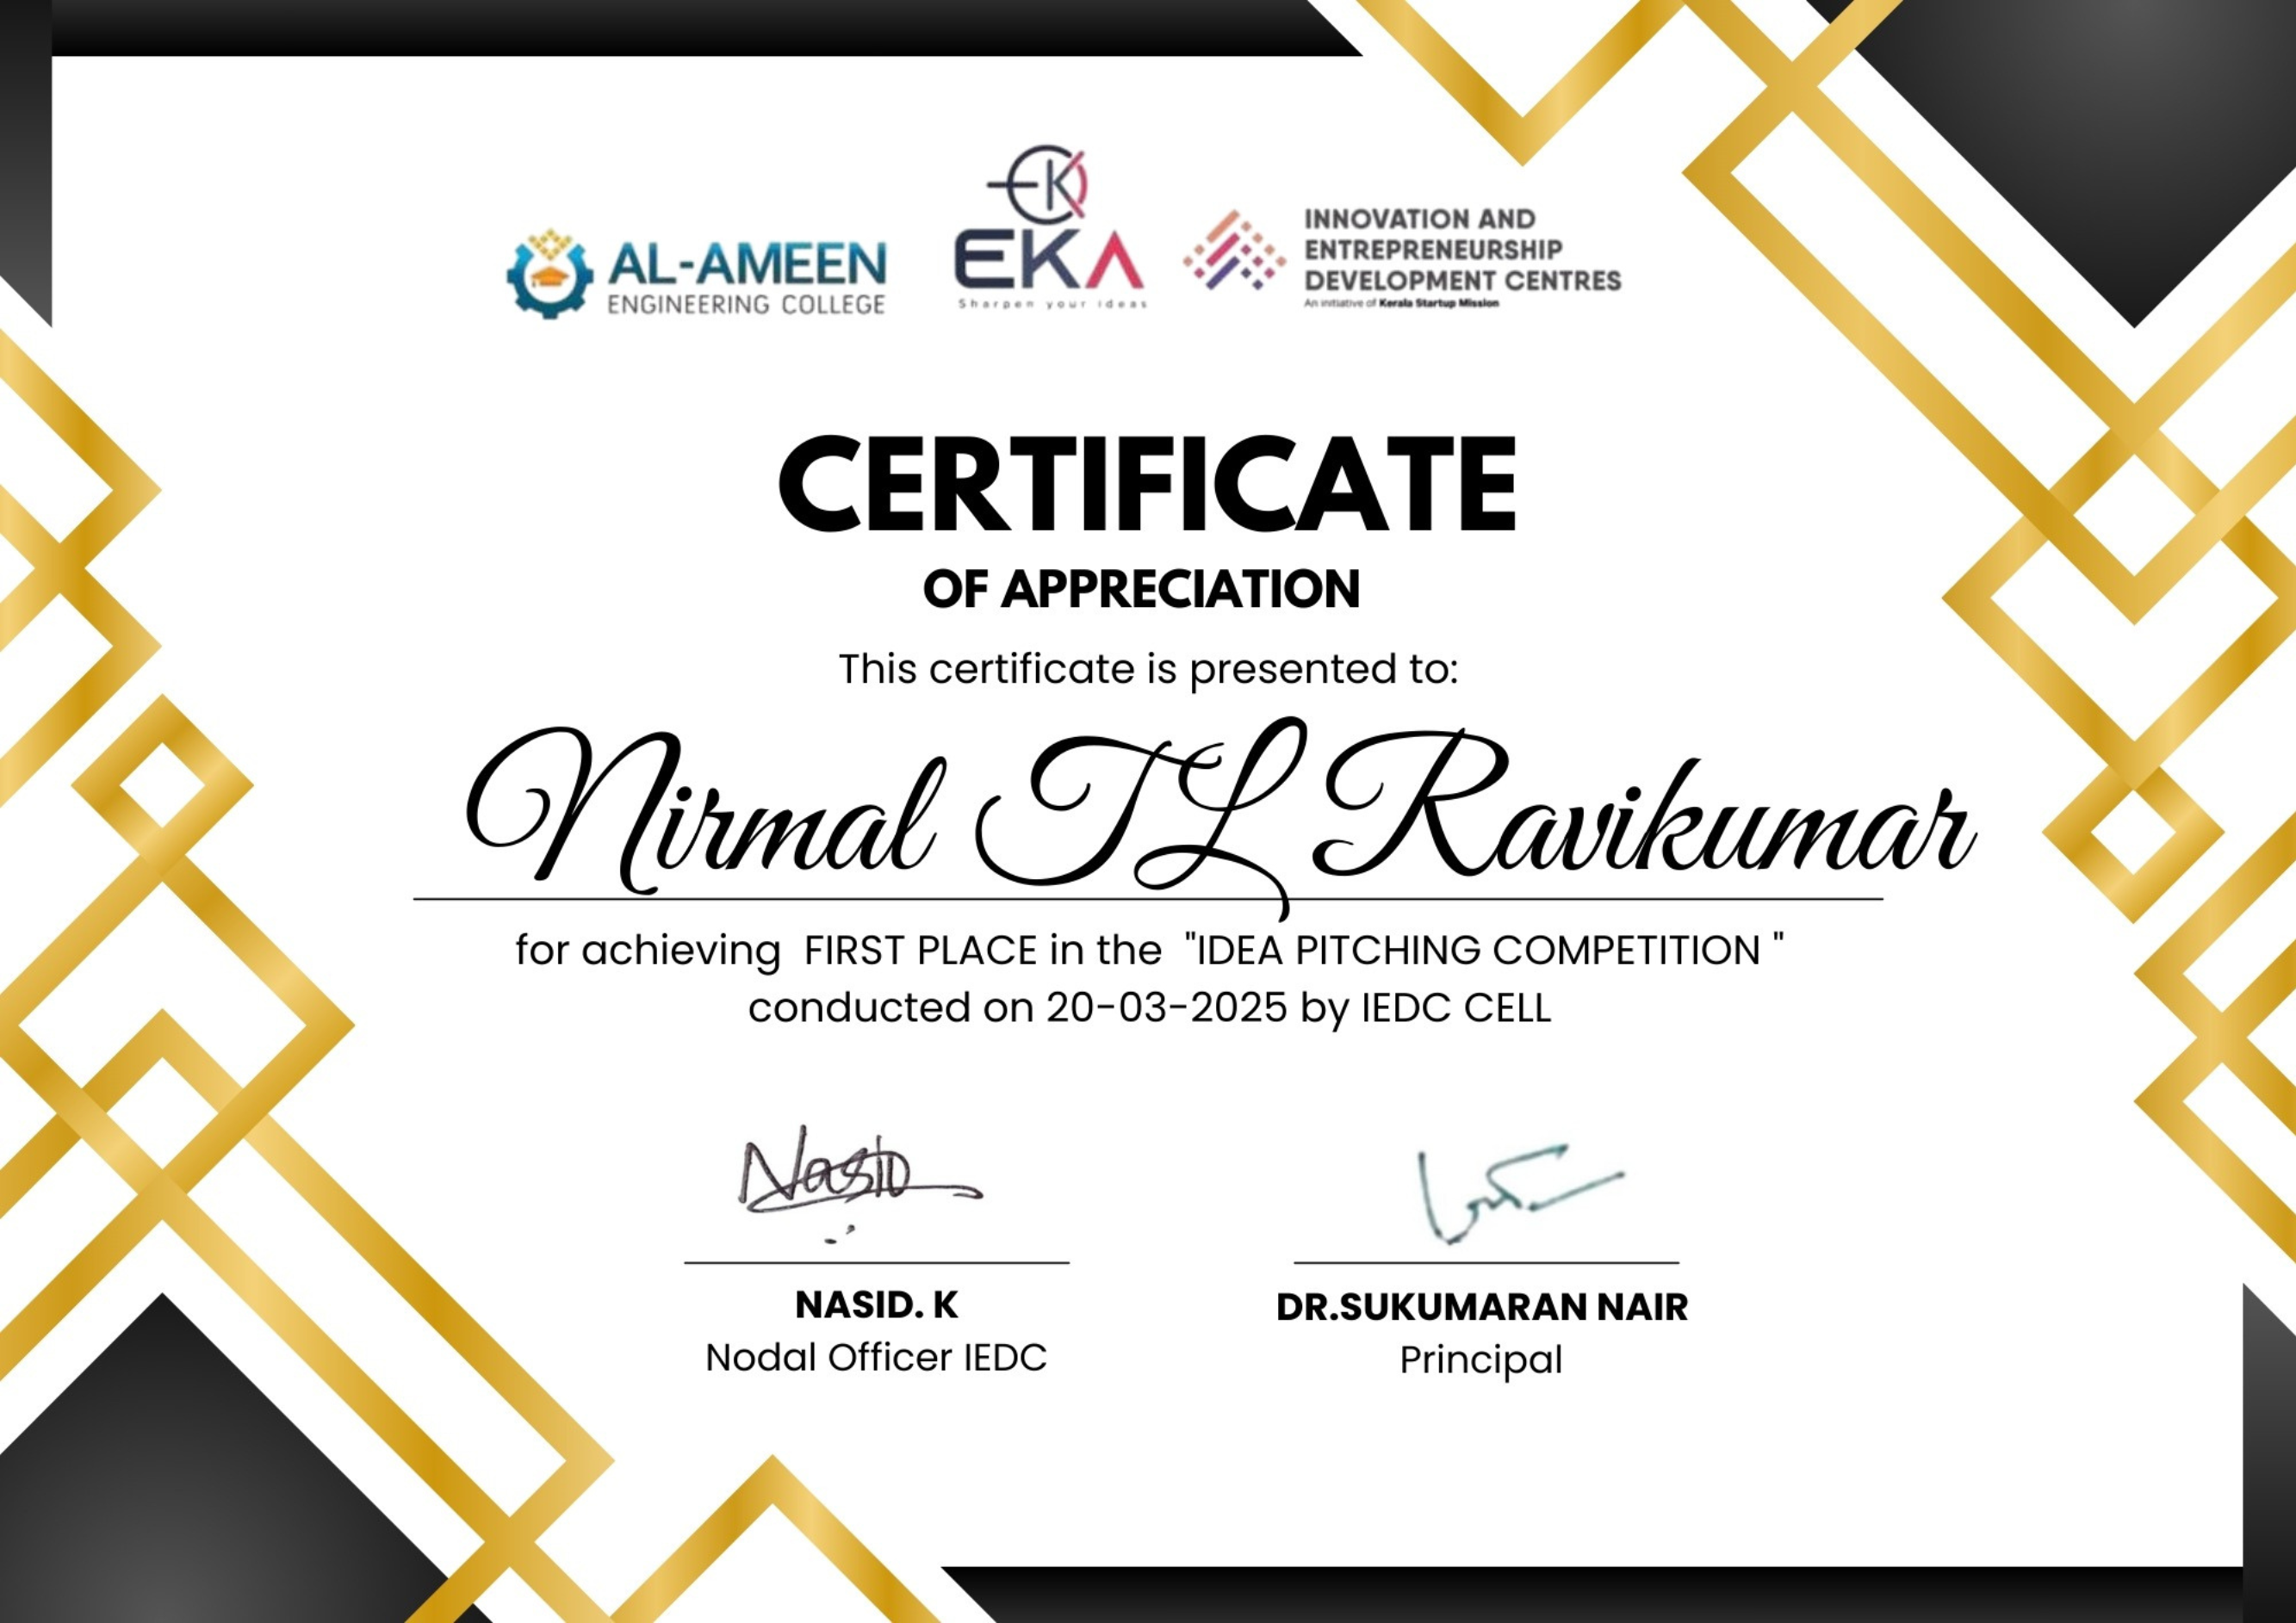 AL-AMEEN
ENGINEERING COLLEGE
EK
EKA
Sharpen your ideas
INNOVATION AND
ENTREPRENEURSHIP
DEVELOPMENT CENTRES
An initiative of Kerala Startup Mission
CERTIFICATE
OF APPRECIATION
This certificate is presented to:
Nirmal TL Ravikumar
for achieving FIRST PLACE in the "IDEA PITCHING COMPETITION "
conducted on 20-03-2025 by IEDC CELL
Nasid
NASID. K
Nodal Officer IEDC
DR.SUKUMARAN NAIR
Principal